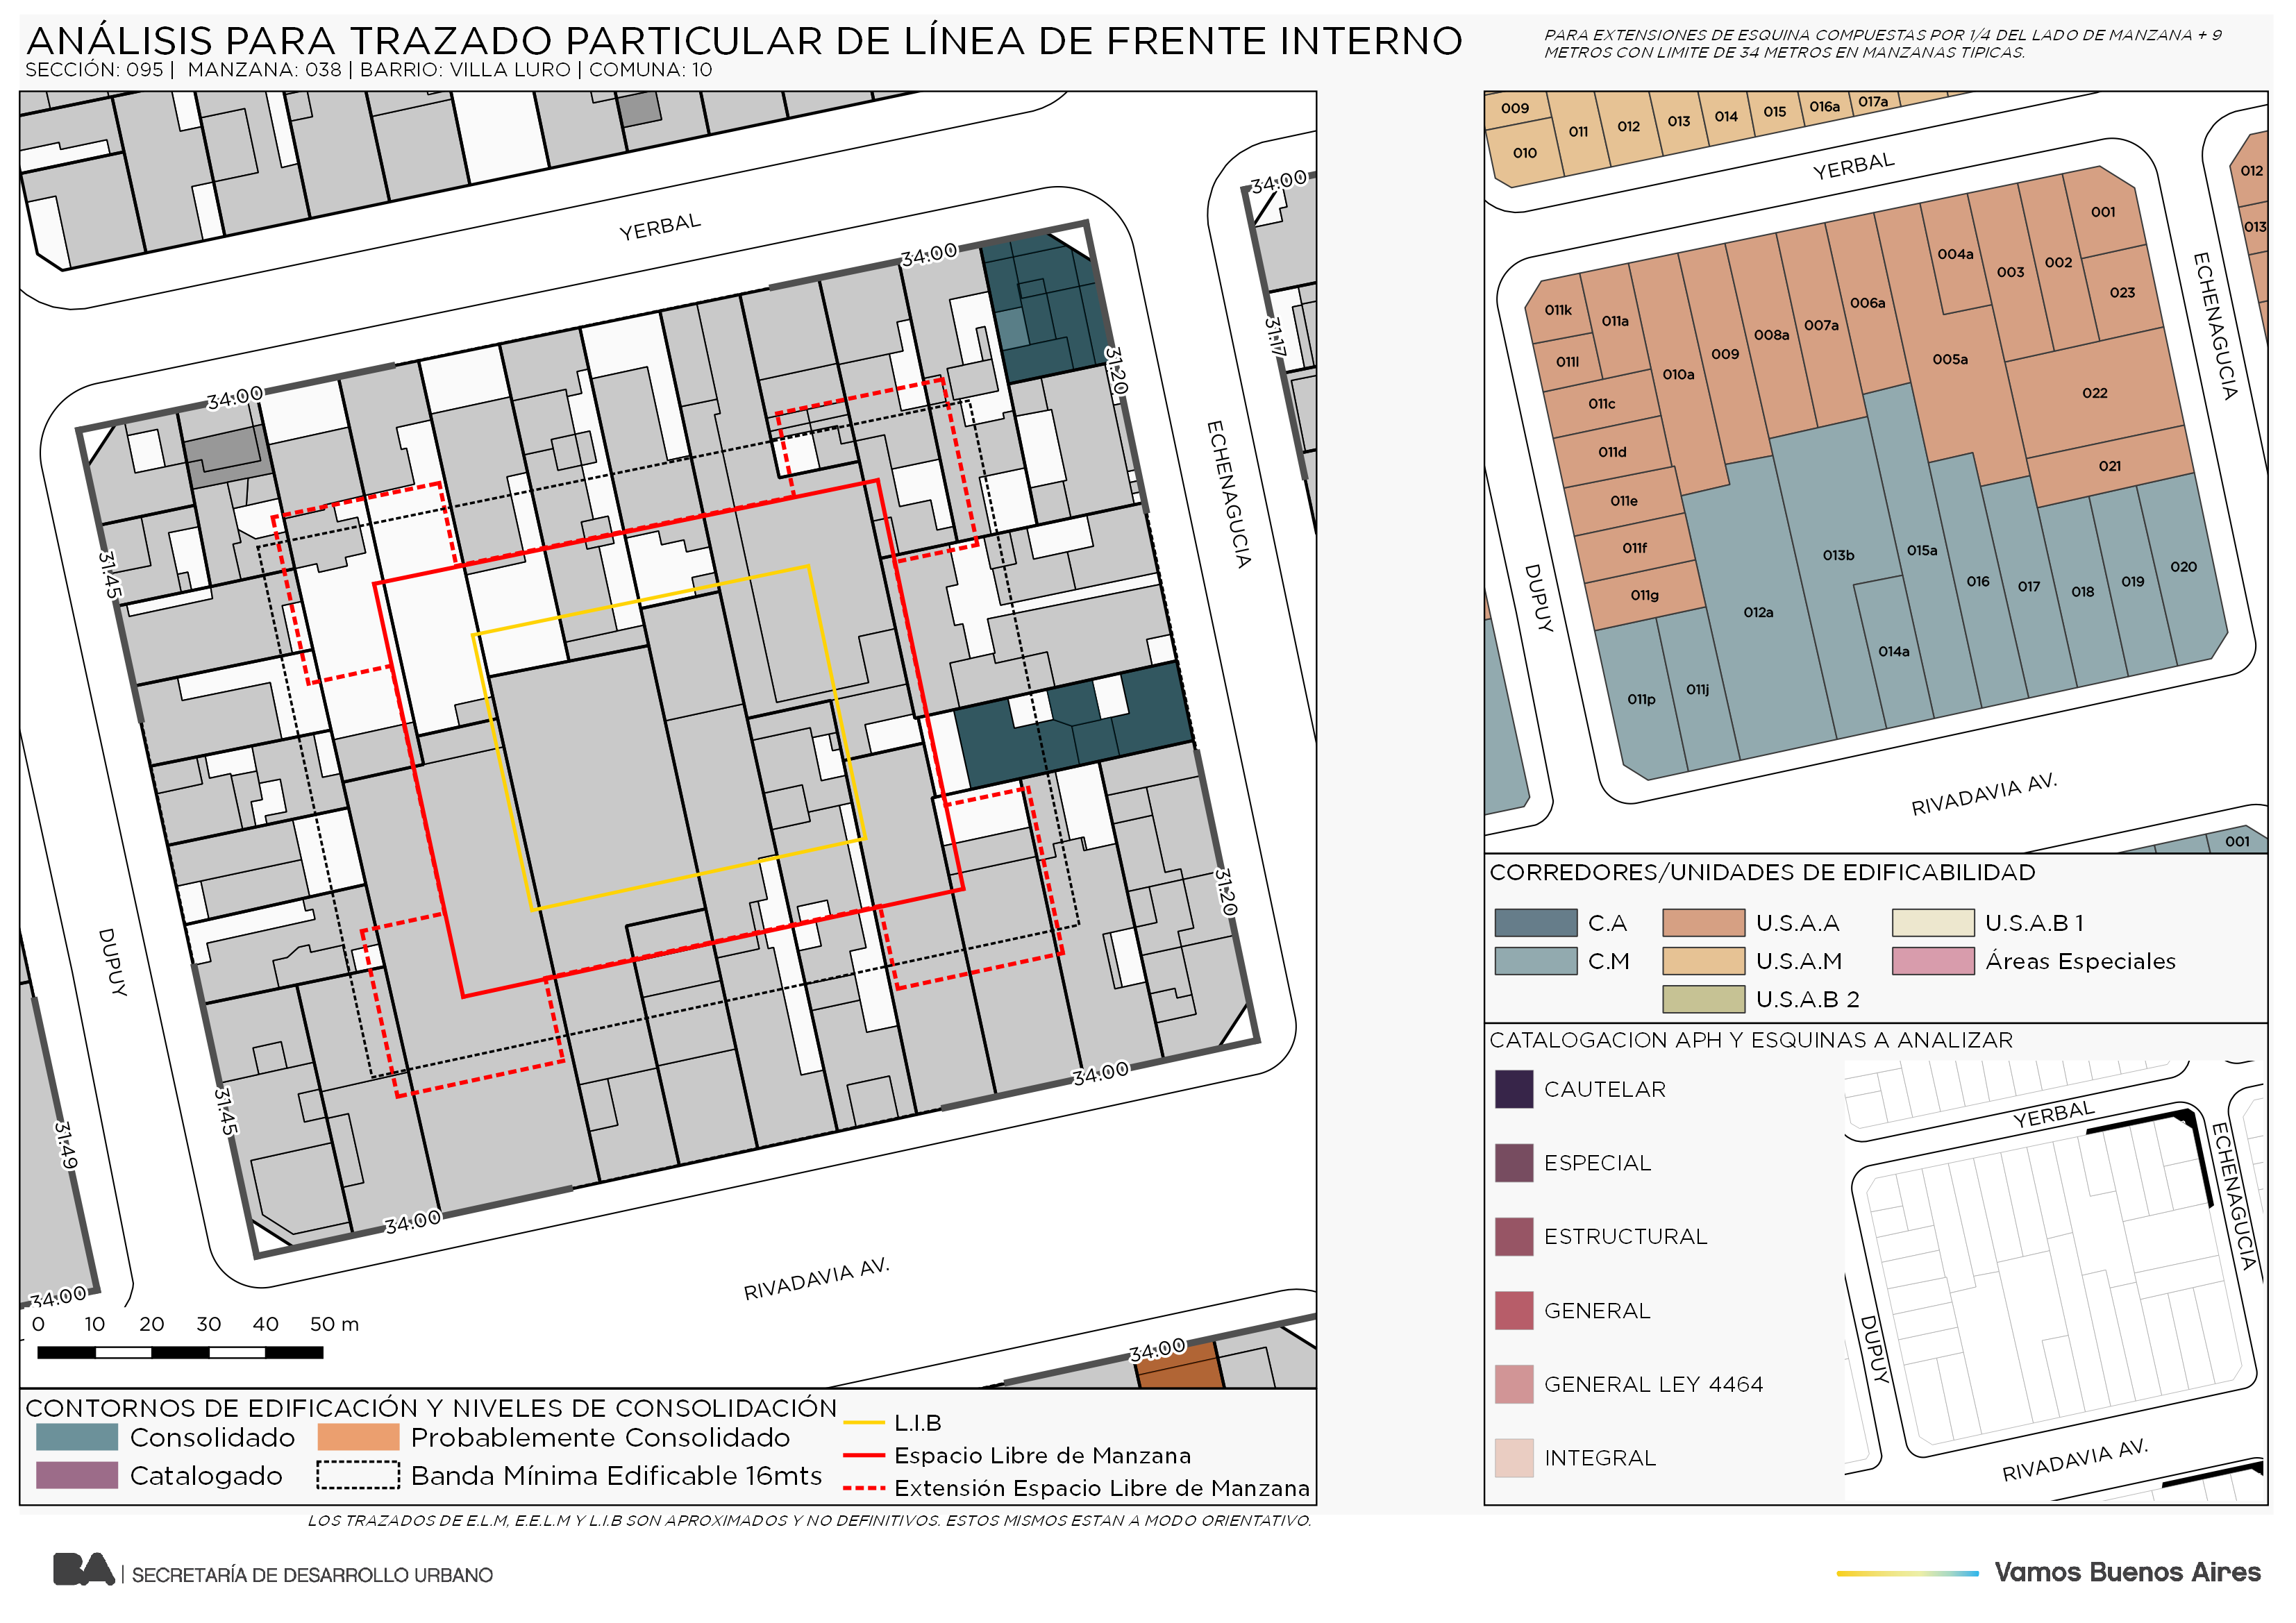 ANÁLISIS PARA TRAZADO PARTICULAR DE LÍNEA DE FRENTE INTERNO
SECCIÓN: 095 | MANZANA: 038 | BARRIO: VILLA LURO | COMUNA: 10
PARA EXTENSIONES DE ESQUINA COMPUESTAS POR 1/4 DEL LADO DE MANZANA + 9
METROS CON LIMITE DE 34 METROS EN MANZANAS TIPICAS.
34.00
YERBAL
34.00
31.17
31.20
34.00
ECHENAGUCIA
31.45
31.20
DUPUY
34.00
31.45
31.49
34.00
RIVADAVIA AV.
34.00
34.00
0 10 20 30 40 50 m
CONTORNOS DE EDIFICACIÓN Y NIVELES DE CONSOLIDACIÓN
Consolidado
Probablemente Consolidado
Catalogado
Banda Mínima Edificable 16mts
L.I.B
Espacio Libre de Manzana
Extensión Espacio Libre de Manzana
009
010
011
012
013
014
015
016a
017a
YERBAL
012
013
ECHENAGUCIA
001
002
003
004a
023
005a
006a
007a
008a
009
010a
011a
011k
011l
011c
011d
011e
011f
011g
022
021
020
019
018
017
016
015a
013b
014a
012a
011j
011p
DUPUY
RIVADAVIA AV.
001
CORREDORES/UNIDADES DE EDIFICABILIDAD
C.A
U.S.A.A
U.S.A.B 1
C.M
U.S.A.M
Áreas Especiales
U.S.A.B 2
CATALOGACION APH Y ESQUINAS A ANALIZAR
CAUTELAR
ESPECIAL
ESTRUCTURAL
GENERAL
GENERAL LEY 4464
INTEGRAL
YERBAL
ECHENAGUCIA
DUPUY
RIVADAVIA AV.
LOS TRAZADOS DE E.L.M, E.E.L.M Y L.I.B SON APROXIMADOS Y NO DEFINITIVOS. ESTOS MISMOS ESTAN A MODO ORIENTATIVO.
BA | SECRETARÍA DE DESARROLLO URBANO
Vamos Buenos Aires